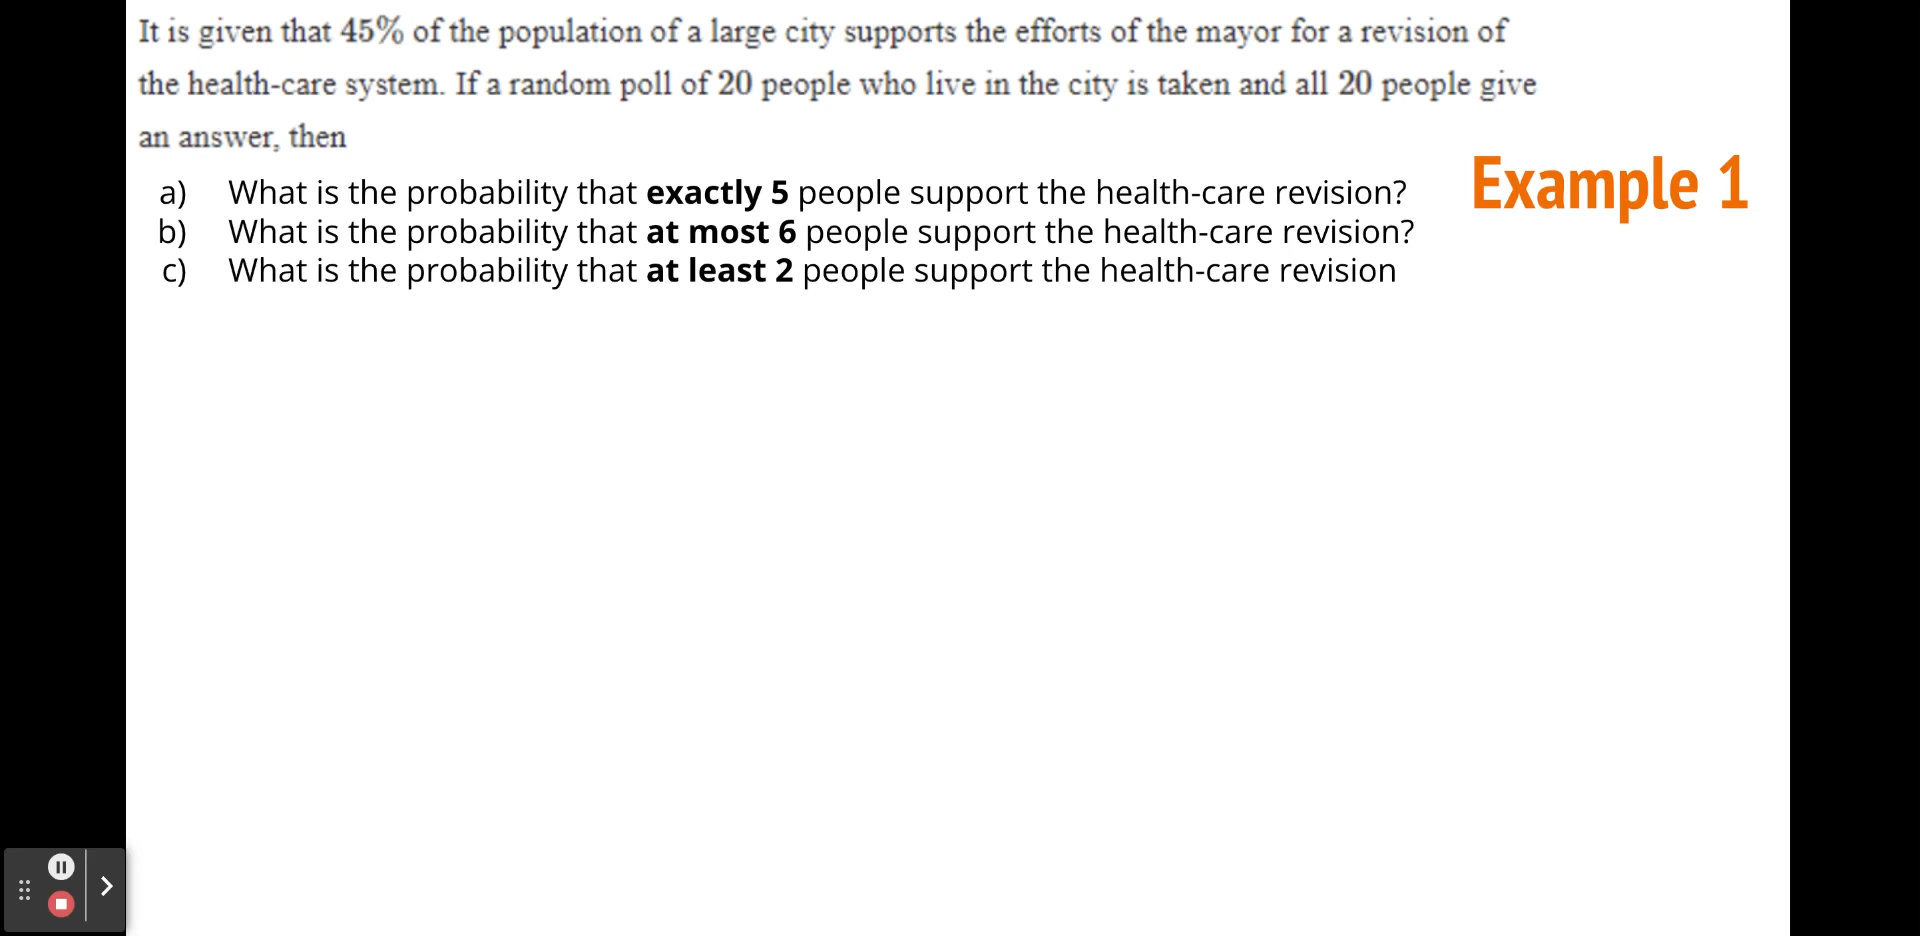 It is given that 45% of the population of a large city supports the efforts of the mayor for a revision of
the health-care system. If a random poll of 20 people who live in the city is taken and all 20 people give
an answer, then
Example 1
a) What is the probability that exactly 5 people support the health-care revision?
b) What is the probability that at most 6 people support the health-care revision?
c) What is the probability that at least 2 people support the health-care revision